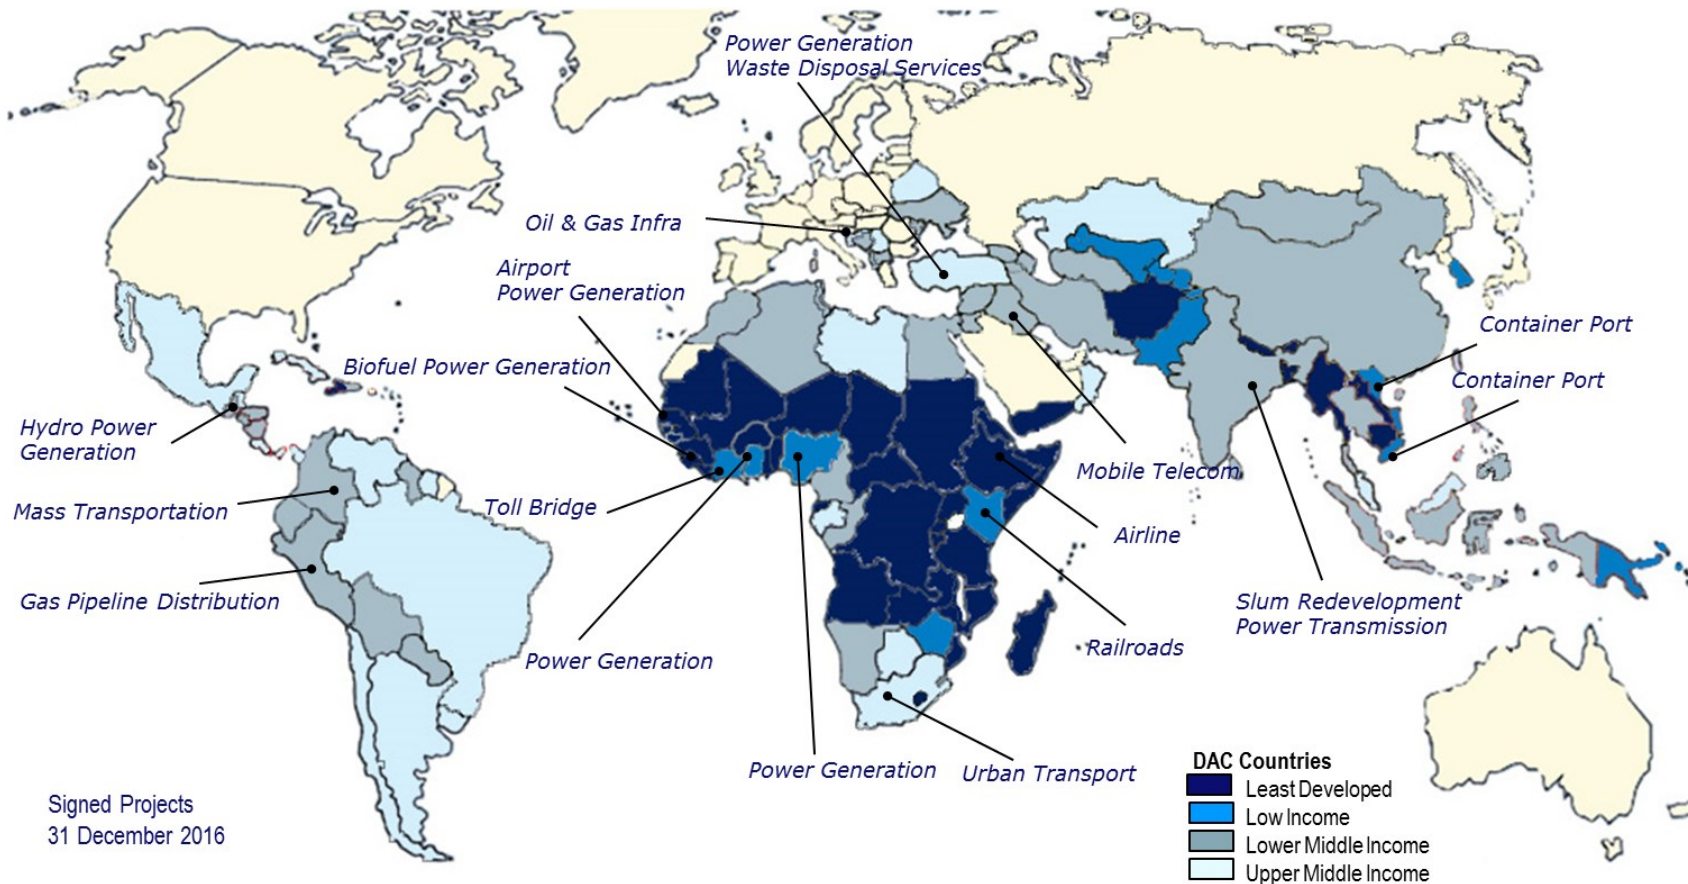 Power Generation
Waste Disposal Services
Oil & Gas Infra
Airport
Power Generation
Biofuel Power Generation
Hydro Power
Generation
Mass Transportation
Toll Bridge
Gas Pipeline Distribution
Power Generation
Power Generation
Urban Transport
Railroads
Airline
Mobile Telecom
Container Port
Container Port
Slum Redevelopment
Power Transmission
Signed Projects
31 December 2016
DAC Countries
Least Developed
Low Income
Lower Middle Income
Upper Middle Income